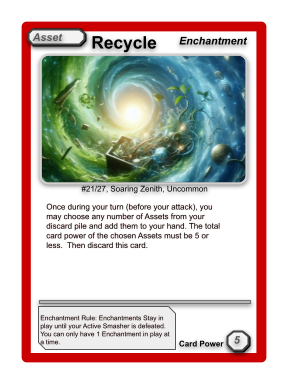 Asset
Recycle
Enchantment
#21/27, Soaring Zenith, Uncommon
Once during your turn (before your attack), you
may choose any number of Assets from your
discard pile and add them to your hand. The total
card power of the chosen Assets must be 5 or
less.  Then discard this card.
Enchantment Rule: Enchantments Stay in
play until your Active Smasher is defeated.
You can only have 1 Enchantment in play at
a time.
Card Power
5